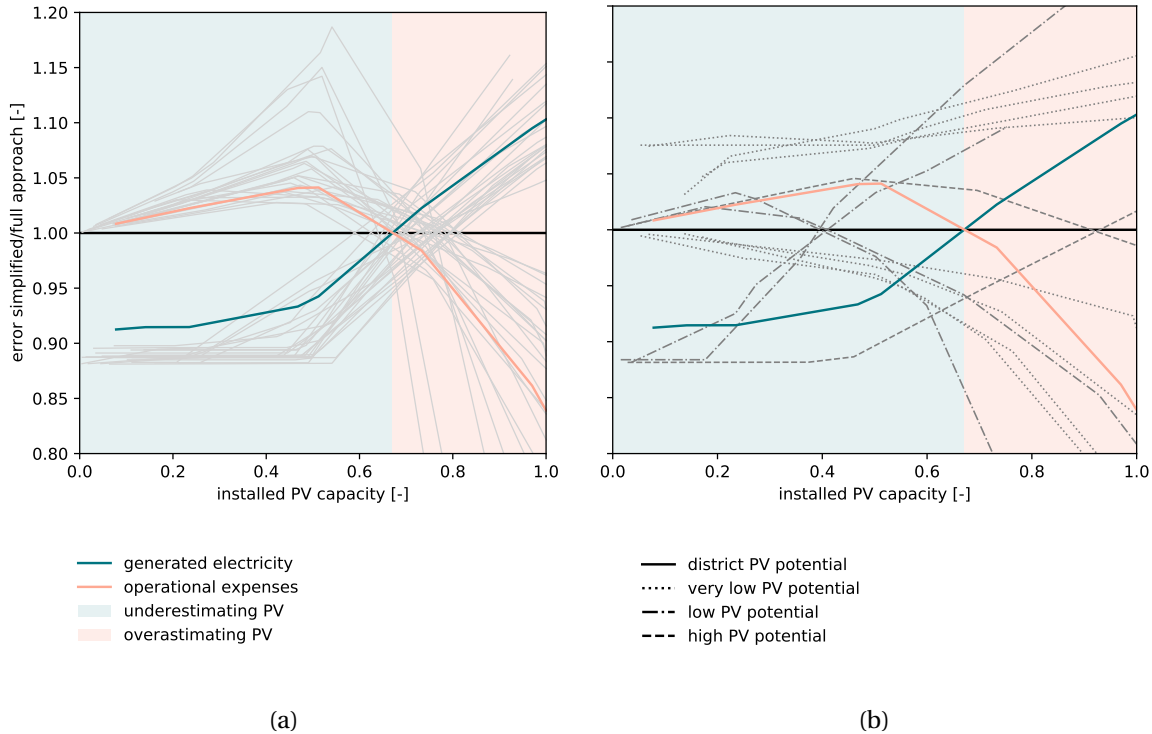 1.20
1.15
1.10
1.05
1.00
0.95
0.90
0.85
0.80
error simplified/full approach [-]
0.0 0.2 0.4 0.6 0.8 1.0
installed PV capacity [-]
0.0 0.2 0.4 0.6 0.8 1.0
installed PV capacity [-]
generated electricity
operational expenses
underestimating PV
overastimating PV
district PV potential
very low PV potential
low PV potential
high PV potential
(a)
(b)